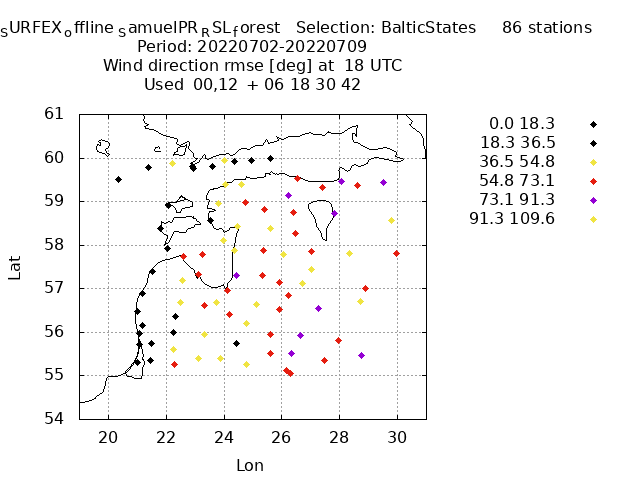 SURFEXoffline SamuelPRRSLforest Selection: BalticStates 86 stations
Period: 20220702-20220709
Wind direction rmse [deg] at 18 UTC
Used 00,12 + 06 18 30 42
61
60
59
58
57
56
55
54
20 22 24 26 28 30
Lat
Lon
0.0 18.3
18.3 36.5
36.5 54.8
54.8 73.1
73.1 91.3
91.3 109.6